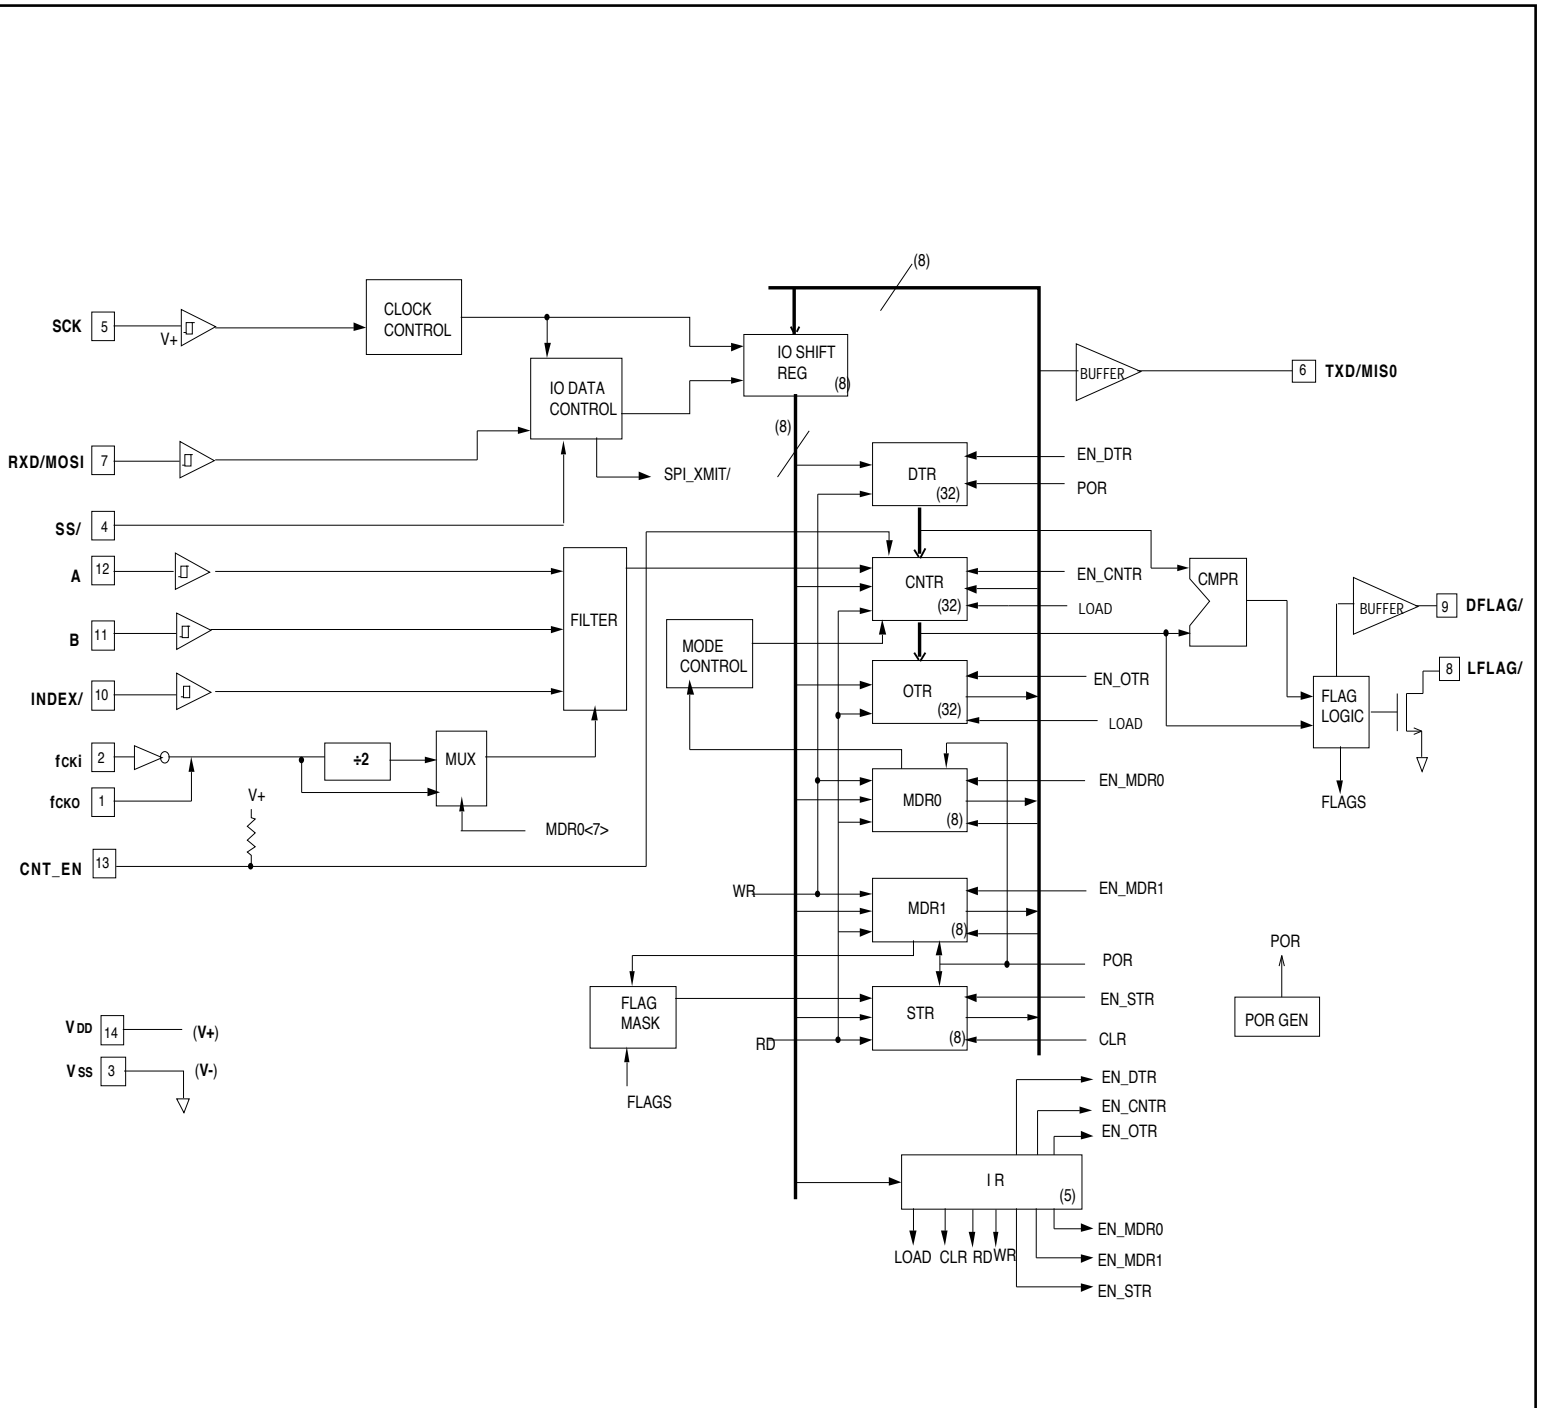 (8)
SCK 5
V+
CLOCK
CONTROL
IO SHIFT
REG
(8)
IO DATA
CONTROL
BUFFER
6 TXD/MIS0
(8)
RXD/MOSI 7
SPI_XMIT/
DTR
(32)
EN_DTR
POR
SS/ 4
A 12
B 11
INDEX/ 10
FILTER
CNTR
(32)
EN_CNTR
LOAD
CMPR
BUFFER
9 DFLAG/
MODE
CONTROL
OTR
(32)
EN_OTR
LOAD
8 LFLAG/
FLAG
LOGIC
FLAGS
fCKi 2
fCKO 1
÷2
MUX
V+
MDR0<7>
MDR0
(8)
EN_MDR0
CNT_EN 13
WR
MDR1
(8)
EN_MDR1
POR
POR
POR GEN
FLAG
MASK
FLAGS
STR
(8)
EN_STR
RD
CLR
VDD 14 (V+)
VSS 3 (V-)
EN_DTR
EN_CNTR
EN_OTR
I R
(5)
LOAD CLR RD WR
EN_MDR0
EN_MDR1
EN_STR